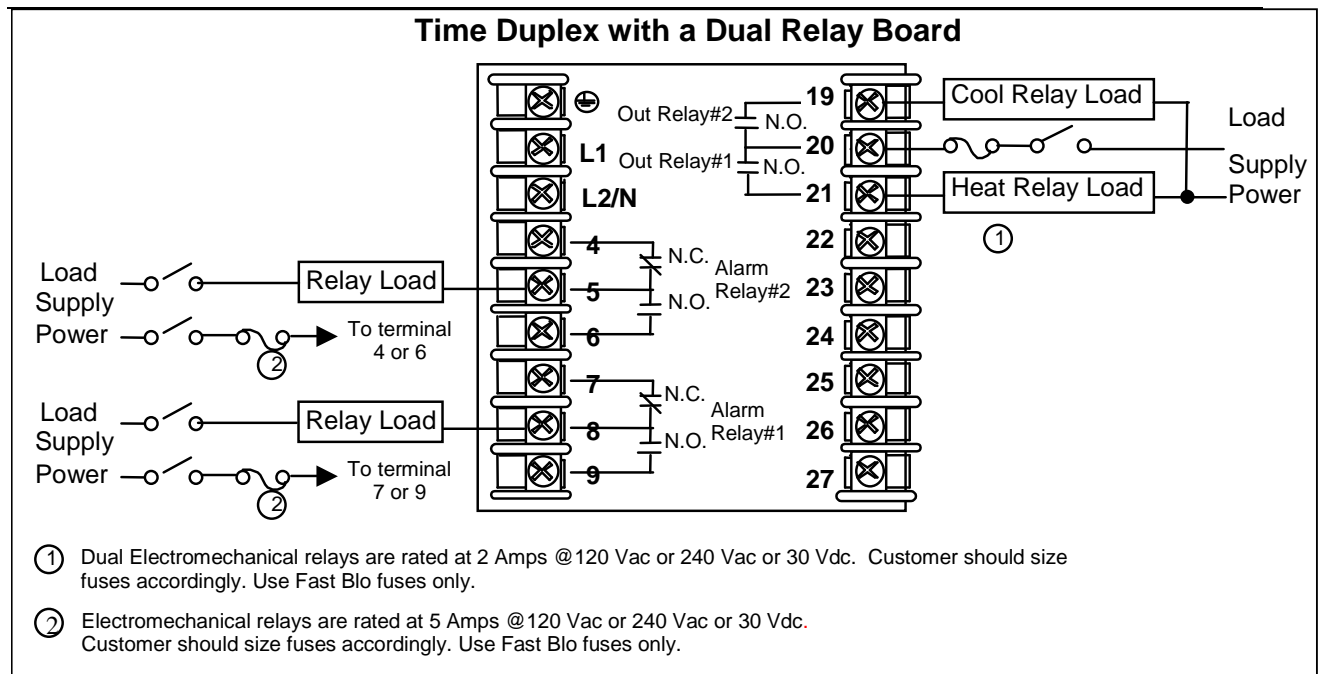 Time Duplex with a Dual Relay Board
L1
L2/N
4
5
6
7
8
9
N.C.
N.O.
Alarm
Relay#2
N.C.
N.O.
Alarm
Relay#1
Out Relay#2
N.O.
Out Relay#1
N.O.
19
20
21
22
23
24
25
26
27
Cool Relay Load
Heat Relay Load
Load
Supply
Power
1
Load
Supply
Power
Relay Load
To terminal
4 or 6
2
Load
Supply
Power
Relay Load
To terminal
7 or 9
2
1 Dual Electromechanical relays are rated at 2 Amps @120 Vac or 240 Vac or 30 Vdc. Customer should size
fuses accordingly. Use Fast Blo fuses only.
2 Electromechanical relays are rated at 5 Amps @120 Vac or 240 Vac or 30 Vdc.
Customer should size fuses accordingly. Use Fast Blo fuses only.